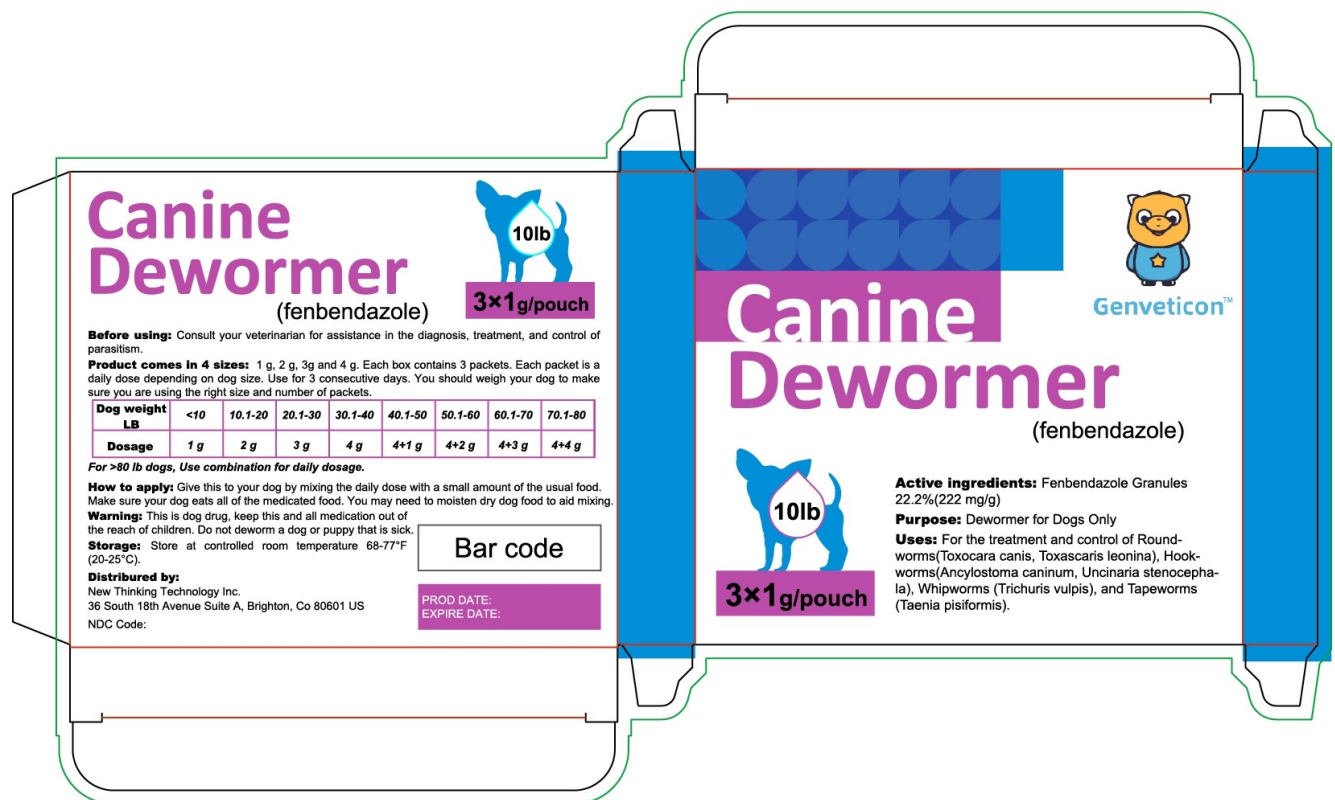 Canine
Dewormer
(fenbendazole)
10lb
3×1g/pouch
Before using: Consult your veterinarian for assistance in the diagnosis, treatment, and control of
parasitism.
Product comes in 4 sizes: 1 g, 2 g, 3g and 4 g. Each box contains 3 packets. Each packet is a
daily dose depending on dog size. Use for 3 consecutive days. You should weigh your dog to make
sure you are using the right size and number of packets.
Dog weight LB <10 10.1-20 20.1-30 30.1-40 40.1-50 50.1-60 60.1-70 70.1-80
Dosage 1 g 2 g 3 g 4 g 4+1 g 4+2 g 4+3 g 4+4 g
For >80 lb dogs, Use combination for daily dosage.
How to apply: Give this to your dog by mixing the daily dose with a small amount of the usual food.
Make sure your dog eats all of the medicated food. You may need to moisten dry dog food to aid mixing.
Warning: This is dog drug, keep this and all medication out of
the reach of children. Do not deworm a dog or puppy that is sick.
Storage: Store at controlled room temperature 68-77°F
(20-25°C).
Distributed by:
New Thinking Technology Inc.
36 South 18th Avenue Suite A, Brighton, Co 80601 US
NDC Code:
Bar code
PROD DATE:
EXPIRE DATE:
Genveticon™
Canine
Dewormer
(fenbendazole)
10lb
3×1g/pouch
Active ingredients: Fenbendazole Granules
22.2%(222 mg/g)
Purpose: Dewormer for Dogs Only
Uses: For the treatment and control of Round-
worms(Toxocara canis, Toxascaris leonina), Hook-
worms(Ancylostoma caninum, Uncinaria stenocepha-
la), Whipworms (Trichuris vulpis), and Tapeworms
(Taenia pisiformis).